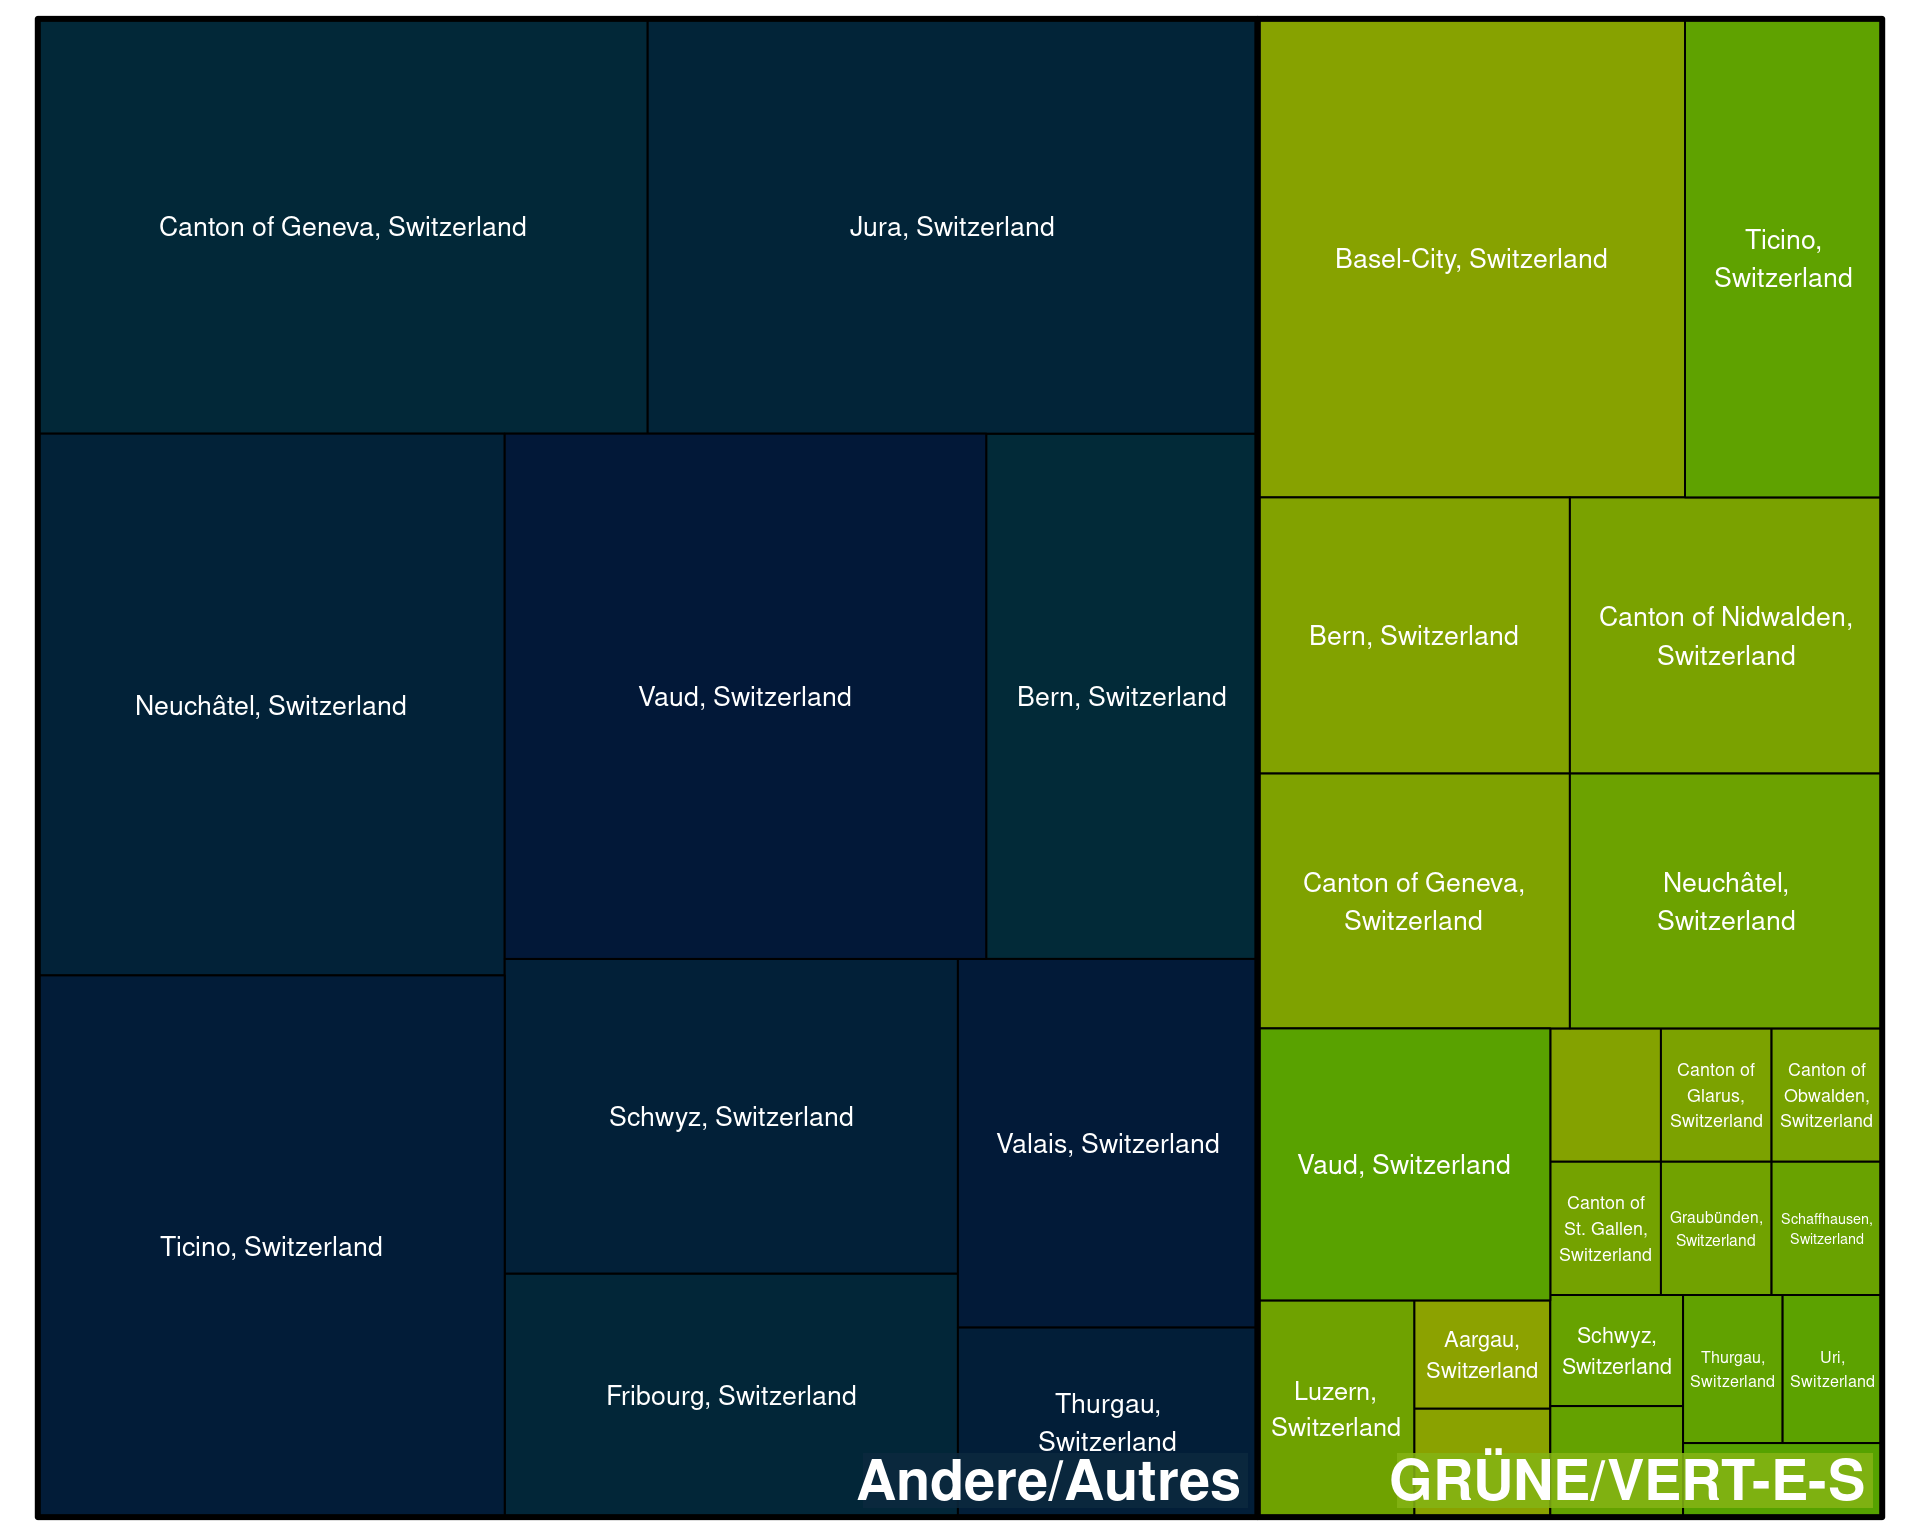 Canton of Geneva, Switzerland
Jura, Switzerland
Neuchâtel, Switzerland
Vaud, Switzerland
Bern, Switzerland
Ticino, Switzerland
Schwyz, Switzerland
Valais, Switzerland
Fribourg, Switzerland
Thurgau,
Switzerland
Andere/Autres
Basel-City, Switzerland
Ticino,
Switzerland
Bern, Switzerland
Canton of Nidwalden,
Switzerland
Canton of Geneva,
Switzerland
Neuchâtel,
Switzerland
Vaud, Switzerland
Canton of
Glarus,
Switzerland
Canton of
Obwalden,
Switzerland
Canton of
St. Gallen,
Switzerland
Graubünden,
Switzerland
Schaffhausen,
Switzerland
Luzern,
Switzerland
Aargau,
Switzerland
Schwyz,
Switzerland
Thurgau,
Switzerland
Uri,
Switzerland
GRÜNE/VERT-E-S